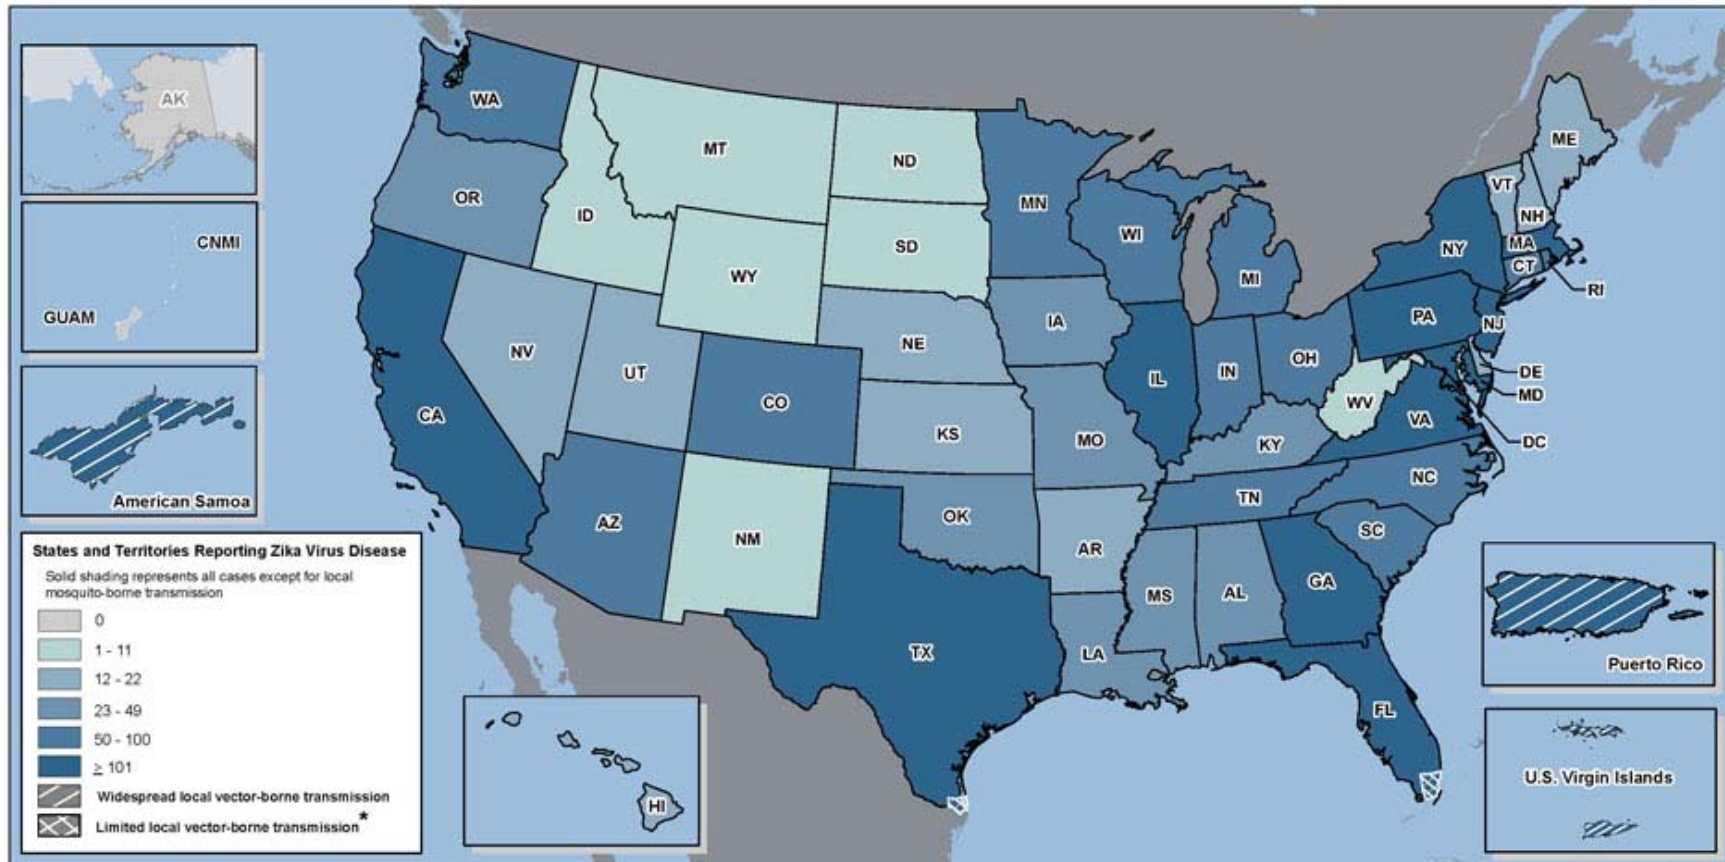 AK
CNMI
GUAM
American Samoa
States and Territories Reporting Zika Virus Disease
Solid shading represents all cases except for local
mosquito-borne transmission
0
1 - 11
12 - 22
23 - 49
50 - 100
≥ 101
Widespread local vector-borne transmission
Limited local vector-borne transmission*
WA
MT
ND
MN
ME
OR
ID
SD
WI
VT
NH
WY
MI
NY
MA
CT
RI
NV
UT
NE
IA
PA
NJ
CO
IL
IN
OH
DE
MD
CA
KS
MO
WV
VA
DC
KY
AZ
NM
OK
AR
TN
NC
SC
TX
LA
MS
AL
GA
FL
HI
Puerto Rico
U.S. Virgin Islands